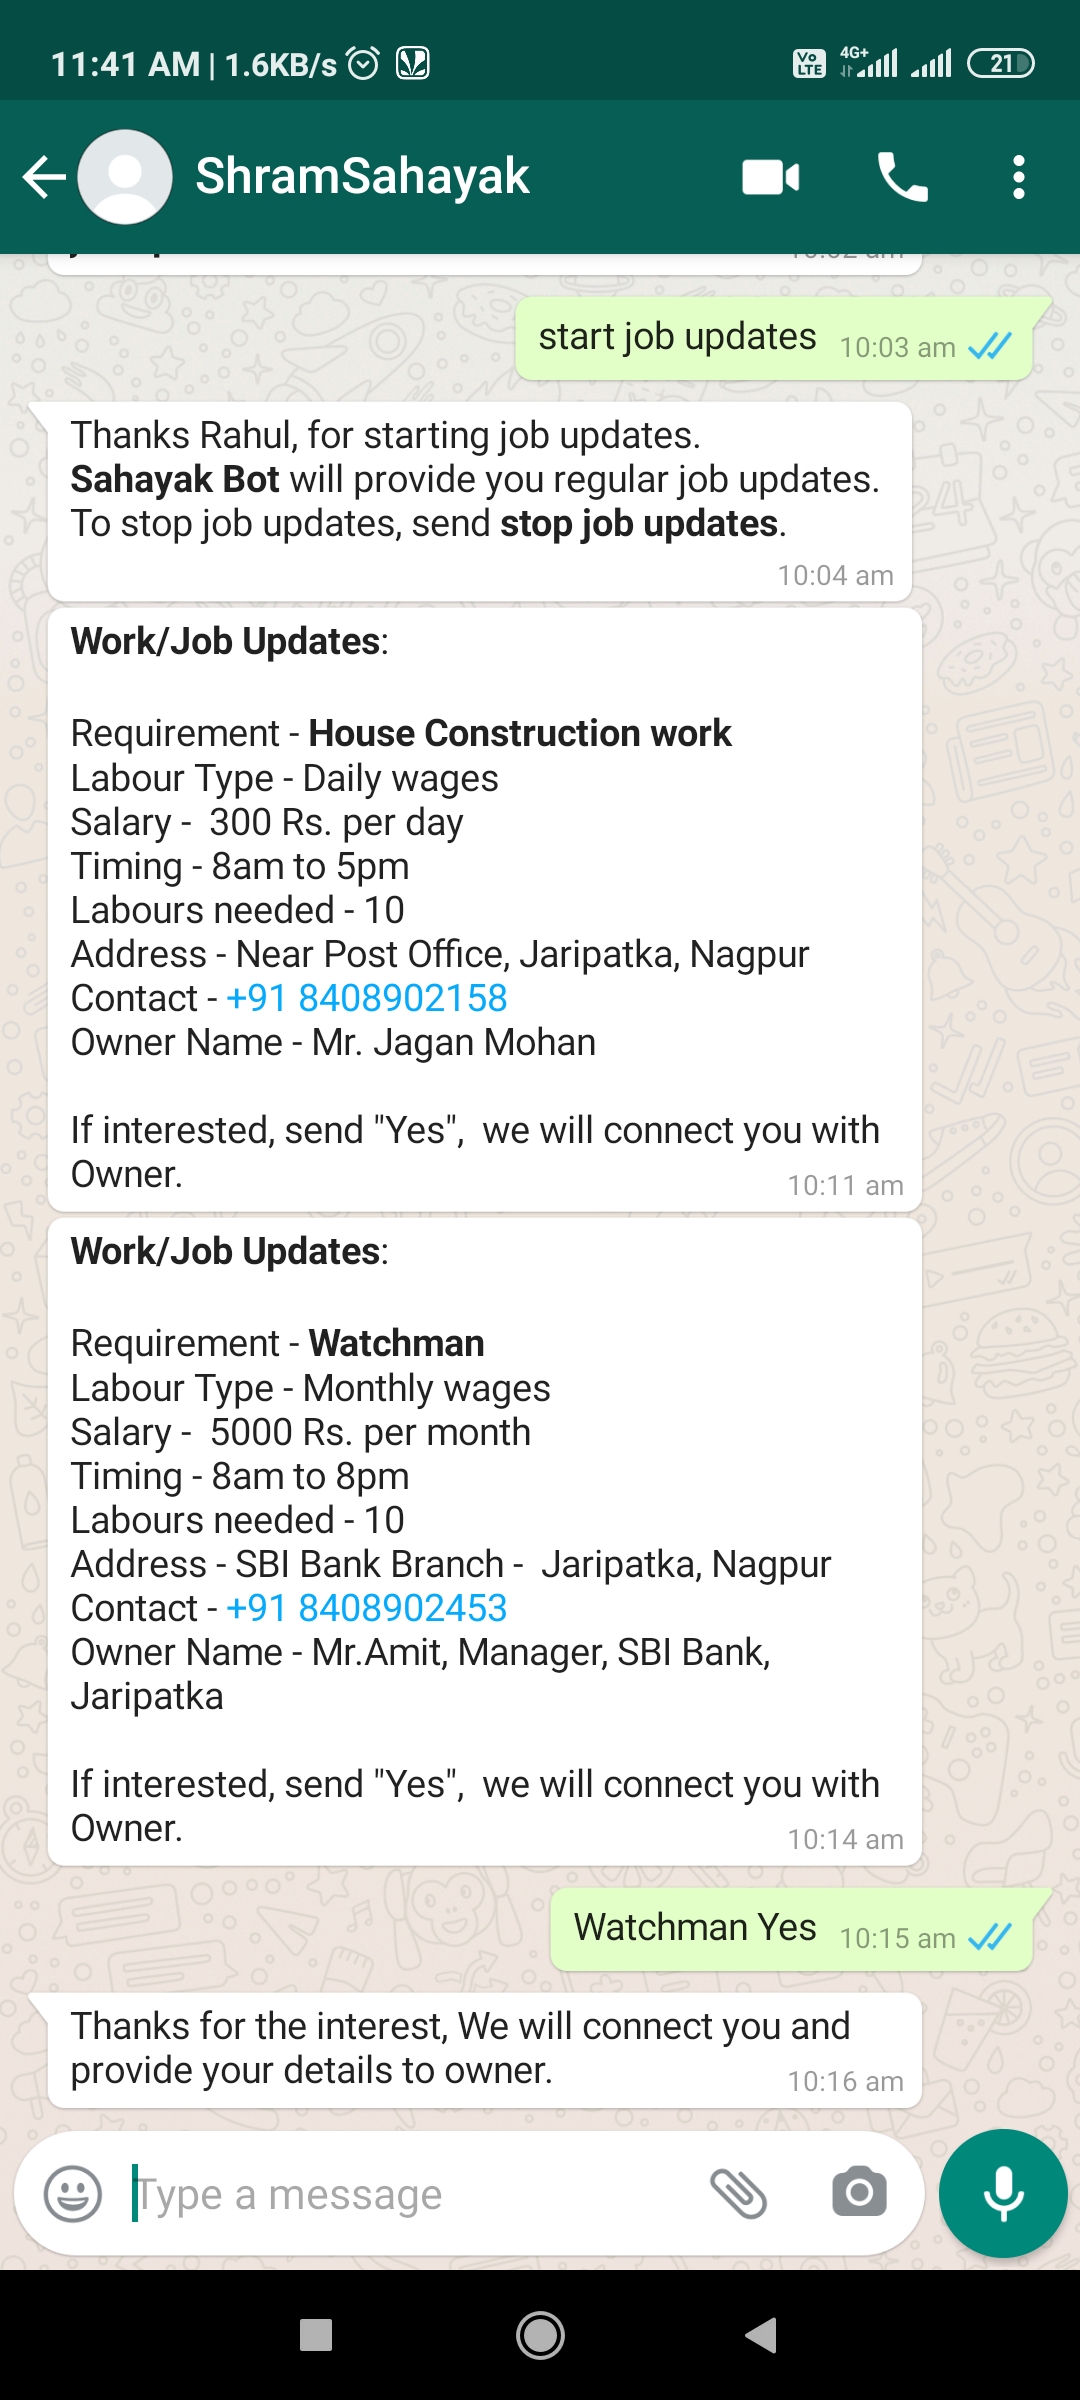 11:41 AM | 1.6KB/s
Vo LTE 4G+ 21
ShramSahayak
start job updates 10:03 am
Thanks Rahul, for starting job updates.
Sahayak Bot will provide you regular job updates.
To stop job updates, send stop job updates.
10:04 am
Work/Job Updates:
Requirement - House Construction work
Labour Type - Daily wages
Salary -  300 Rs. per day
Timing - 8am to 5pm
Labours needed - 10
Address - Near Post Office, Jaripatka, Nagpur
Contact - +91 8408902158
Owner Name - Mr. Jagan Mohan
If interested, send "Yes",  we will connect you with
Owner. 10:11 am
Work/Job Updates:
Requirement - Watchman
Labour Type - Monthly wages
Salary -  5000 Rs. per month
Timing - 8am to 8pm
Labours needed - 10
Address - SBI Bank Branch -  Jaripatka, Nagpur
Contact - +91 8408902453
Owner Name - Mr.Amit, Manager, SBI Bank,
Jaripatka
If interested, send "Yes",  we will connect you with
Owner. 10:14 am
Watchman Yes 10:15 am
Thanks for the interest, We will connect you and
provide your details to owner. 10:16 am
Type a message